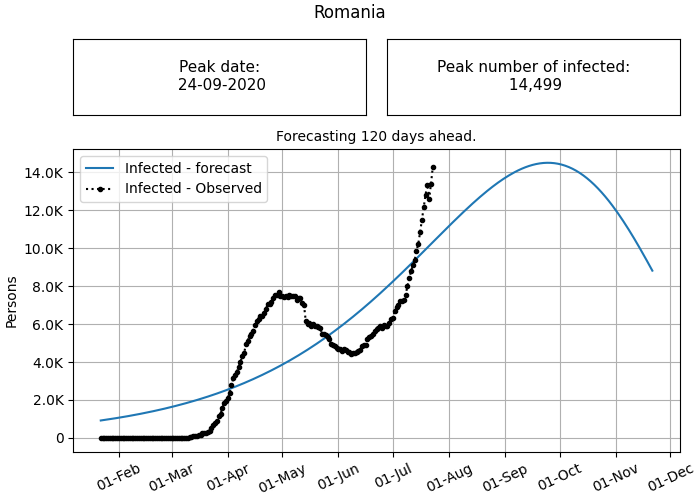 Romania
Peak date:
24-09-2020
Peak number of infected:
14,499
Forecasting 120 days ahead.
Infected - forecast
Infected - Observed
Persons
14.0K
12.0K
10.0K
8.0K
6.0K
4.0K
2.0K
0
01-Feb
01-Mar
01-Apr
01-May
01-Jun
01-Jul
01-Aug
01-Sep
01-Oct
01-Nov
01-Dec